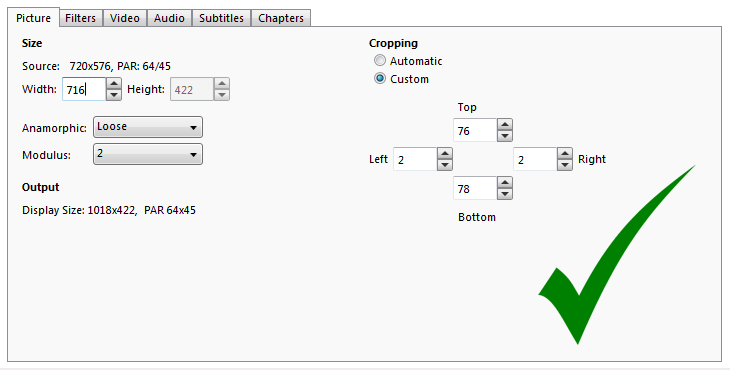 Picture Filters Video Audio Subtitles Chapters
Size
Source: 720x576, PAR: 64/45
Width: 716 Height: 422
Anamorphic: Loose
Modulus: 2
Output
Display Size: 1018x422, PAR 64x45
Cropping
Automatic
Custom
Top
76
Left 2 2 Right
78
Bottom